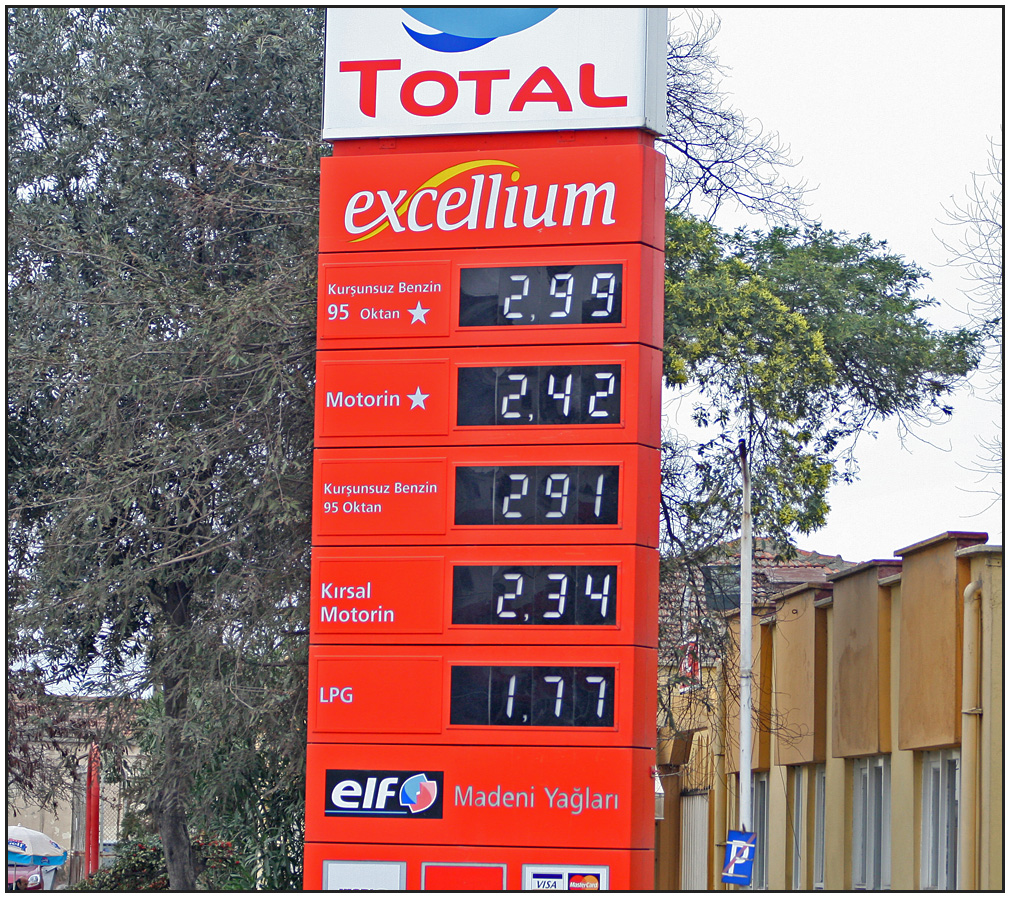 TOTAL
excellium
Kurşunsuz Benzin
95 Oktan ★ 2,99
Motorin ★ 2,42
Kurşunsuz Benzin
95 Oktan 2,91
Kırsal
Motorin 2,34
LPG 1,77
elf Madeni Yağları
VISA MasterCard
P